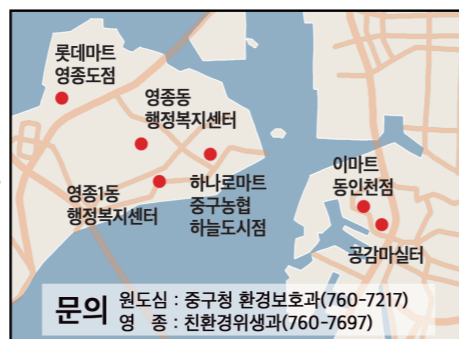 롯데마트
영종도점
영종동
행정복지센터
영종1동
행정복지센터
하나로마트
중구농협
하늘도시점
이마트
동인천점
공감마실터
문의
원도심 : 중구청 환경보호과(760-7217)
영 종 : 친환경위생과(760-7697)